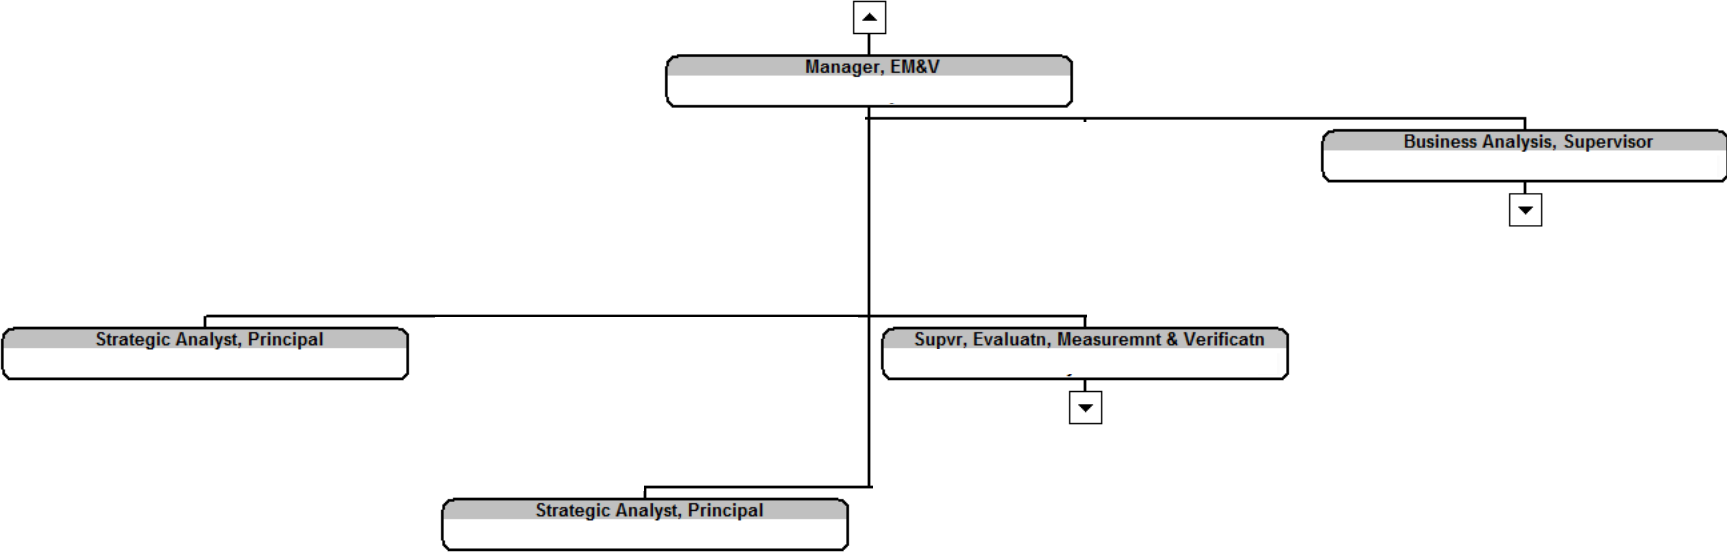 Manager, EM&V
Business Analysis, Supervisor
Strategic Analyst, Principal
Supvr, Evaluatn, Measuremnt & Verificatn
Strategic Analyst, Principal